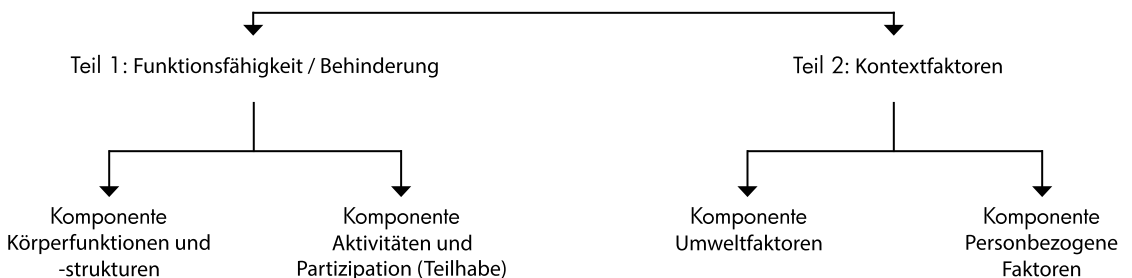 Teil 1: Funktionsfähigkeit / Behinderung
Teil 2: Kontextfaktoren
Komponente
Körperfunktionen und
-strukturen
Komponente
Aktivitäten und
Partizipation (Teilhabe)
Komponente
Umweltfaktoren
Komponente
Personbezogene
Faktoren